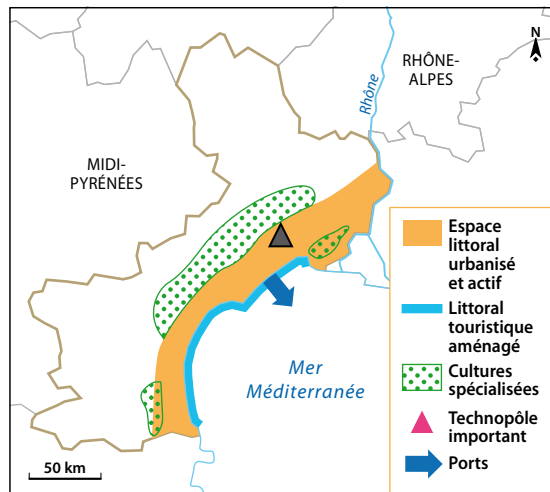 N
RHÔNE-
ALPES
Rhône
MIDI-
PYRÉNÉES
Mer
Méditerranée
50 km
Espace
littoral
urbanisé
et actif
Littoral
touristique
aménagé
Cultures
spécialisées
Technopôle
important
Ports